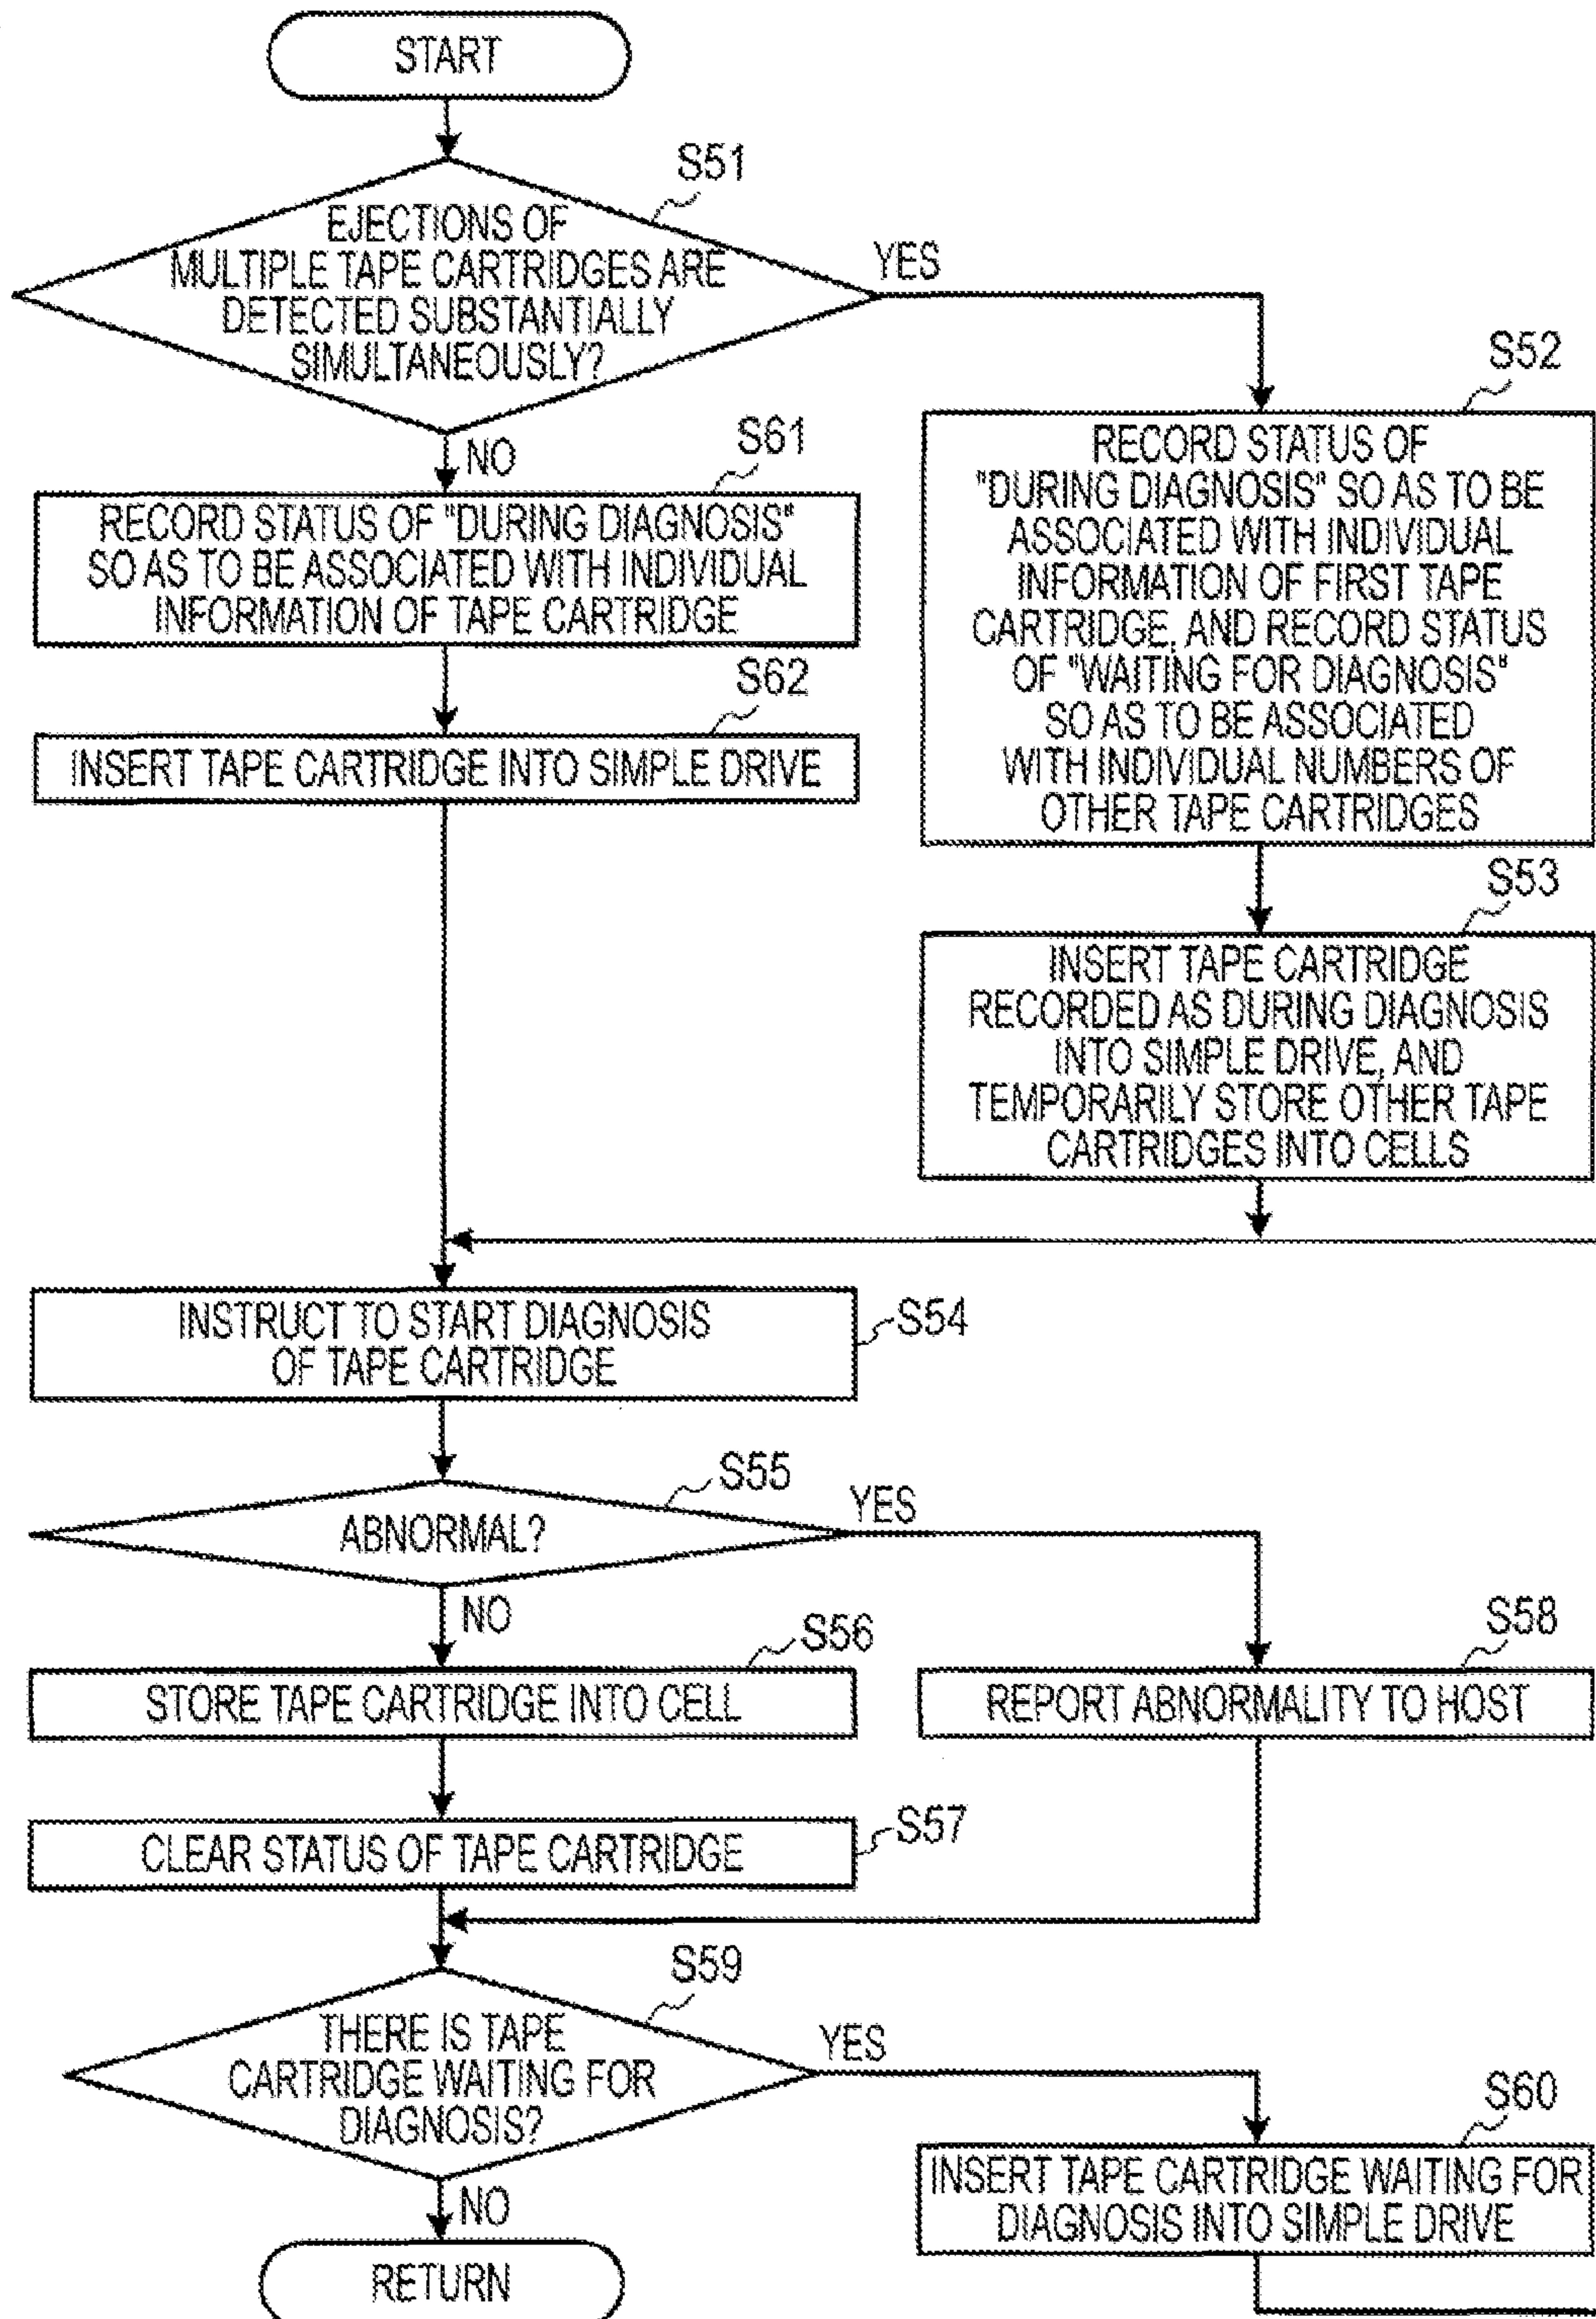 START
S51
EJECTIONS OF
MULTIPLE TAPE CARTRIDGES ARE
DETECTED SUBSTANTIALLY
SIMULTANEOUSLY?
YES
NO
S52
RECORD STATUS OF
"DURING DIAGNOSIS" SO AS TO BE
ASSOCIATED WITH INDIVIDUAL
INFORMATION OF FIRST TAPE
CARTRIDGE, AND RECORD STATUS
OF "WAITING FOR DIAGNOSIS"
SO AS TO BE ASSOCIATED
WITH INDIVIDUAL NUMBERS OF
OTHER TAPE CARTRIDGES
S61
RECORD STATUS OF "DURING DIAGNOSIS"
SO AS TO BE ASSOCIATED WITH INDIVIDUAL
INFORMATION OF TAPE CARTRIDGE
S62
INSERT TAPE CARTRIDGE INTO SIMPLE DRIVE
S53
INSERT TAPE CARTRIDGE
RECORDED AS DURING DIAGNOSIS
INTO SIMPLE DRIVE, AND
TEMPORARILY STORE OTHER TAPE
CARTRIDGES INTO CELLS
INSTRUCT TO START DIAGNOSIS
OF TAPE CARTRIDGE
S54
S55
ABNORMAL?
YES
NO
S56
STORE TAPE CARTRIDGE INTO CELL
S58
REPORT ABNORMALITY TO HOST
CLEAR STATUS OF TAPE CARTRIDGE
S57
S59
THERE IS TAPE
CARTRIDGE WAITING FOR
DIAGNOSIS?
YES
NO
S60
INSERT TAPE CARTRIDGE WAITING FOR
DIAGNOSIS INTO SIMPLE DRIVE
RETURN